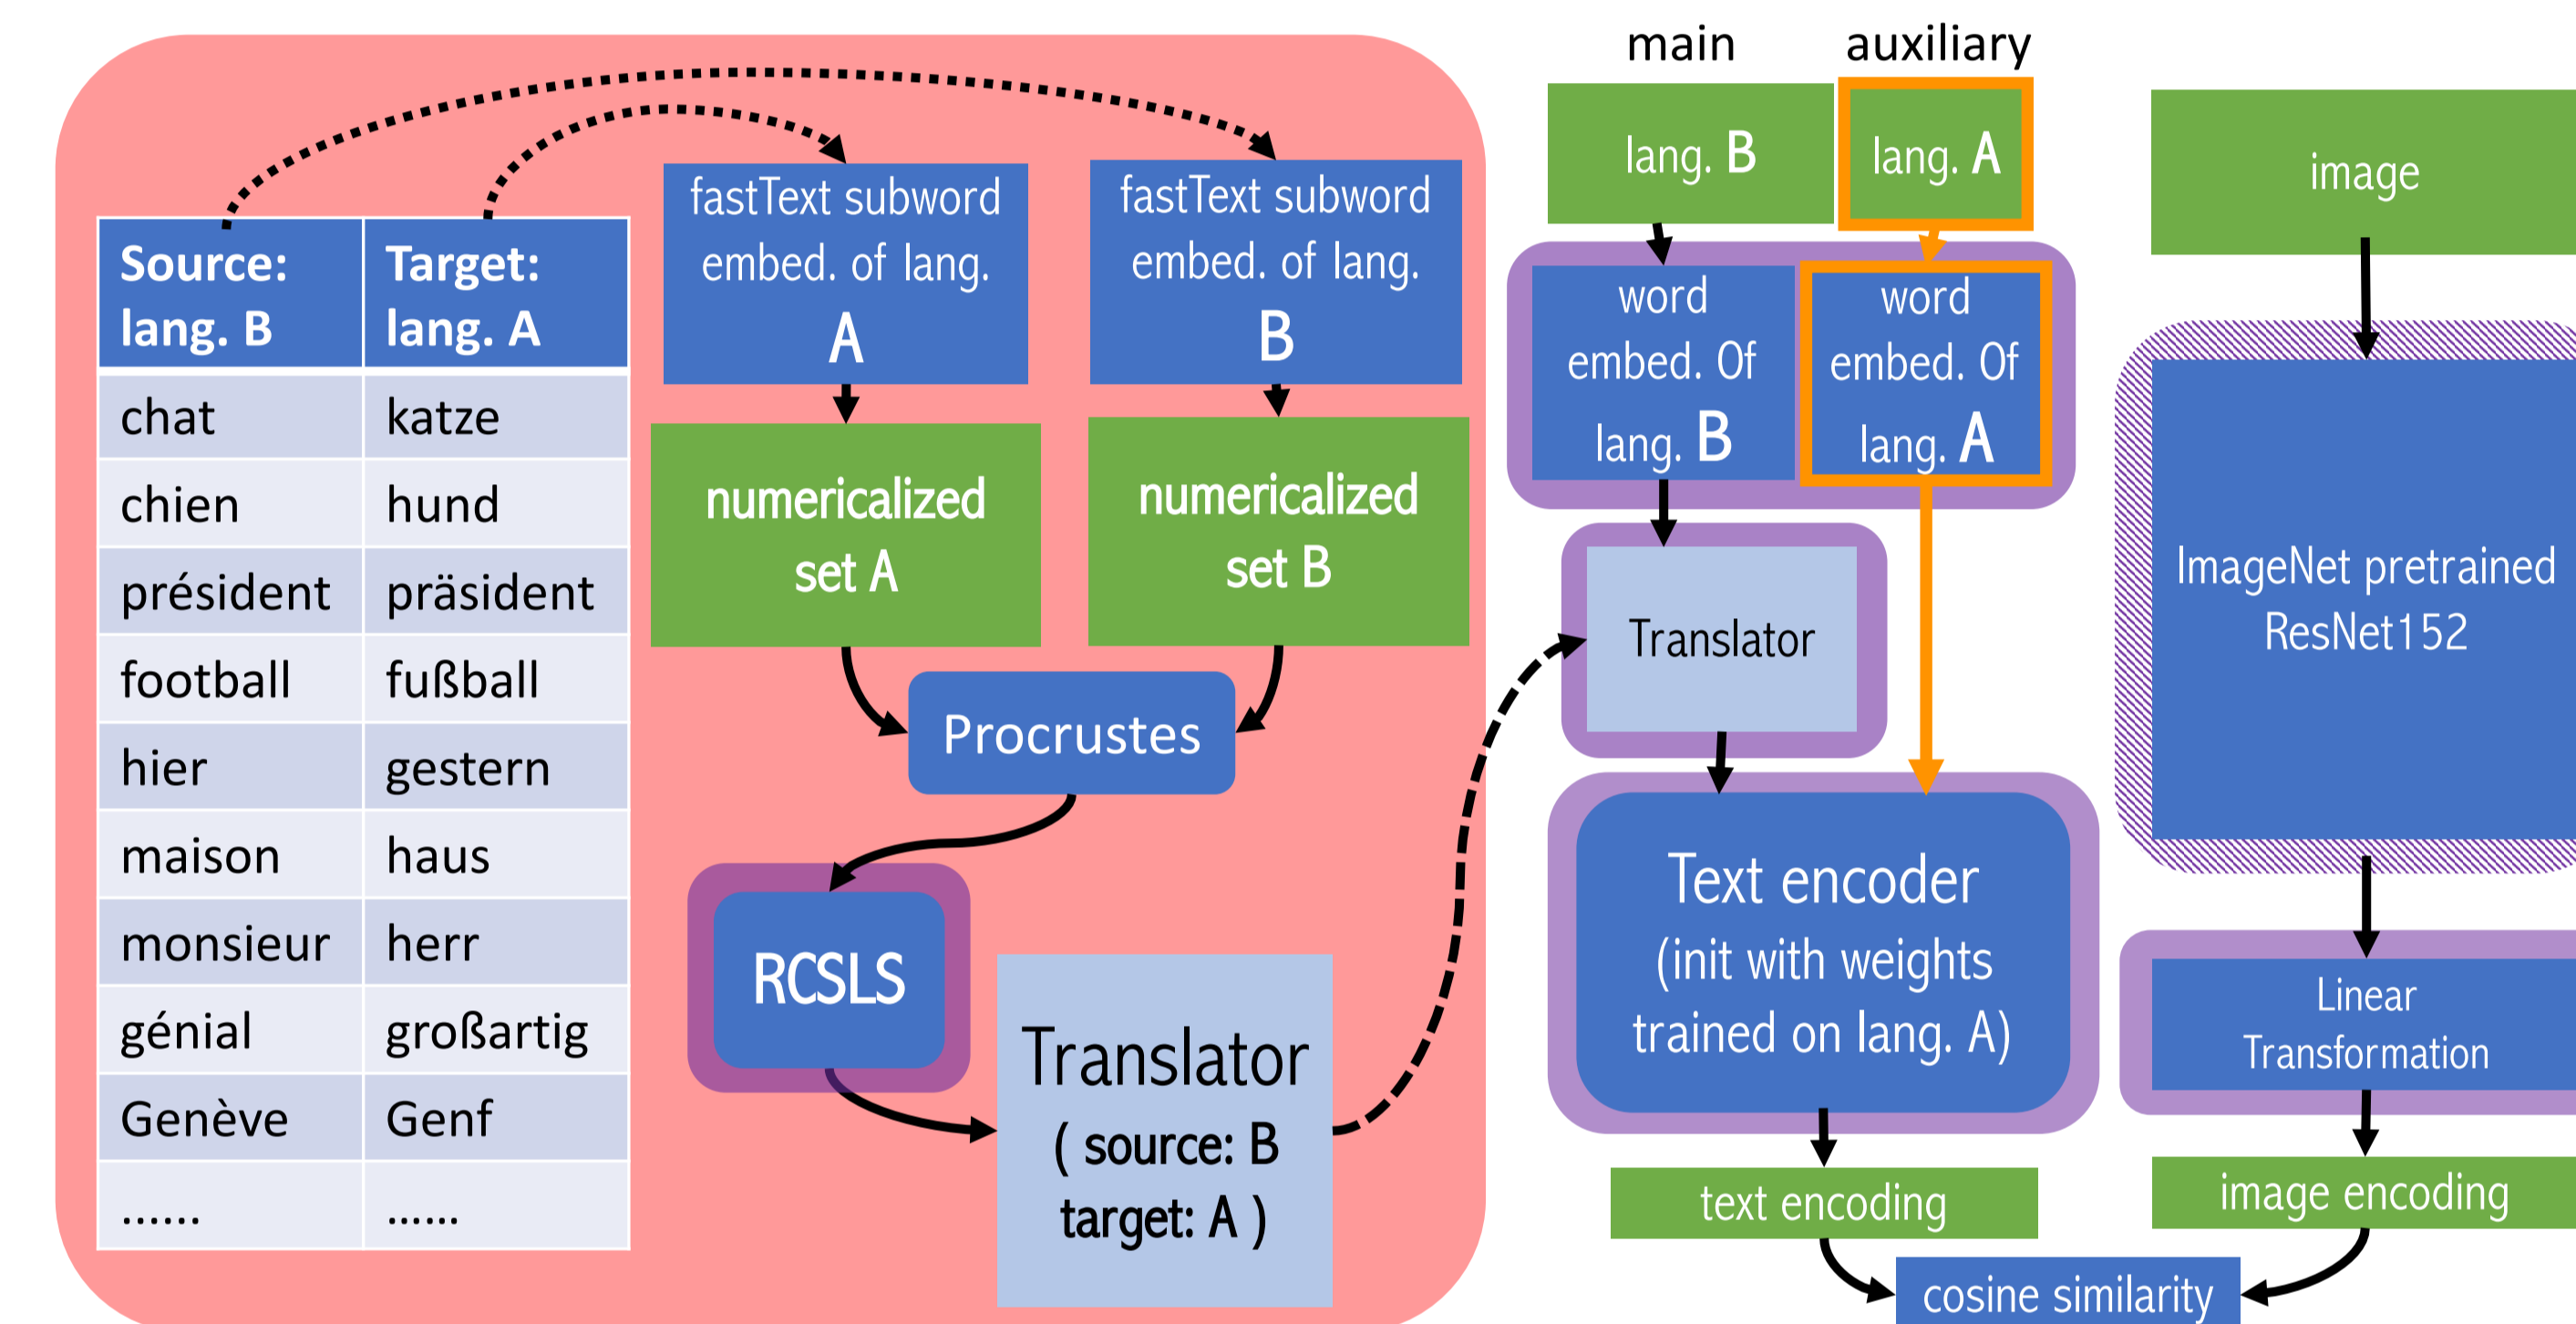 Source:
lang. B
Target:
lang. A
chat
katze
chien
hund
président
präsident
football
fußball
hier
gestern
maison
haus
monsieur
herr
génial
großartig
Genève
Genf
......
......
fastText subword
embed. of lang.
A
fastText subword
embed. of lang.
B
numericalized
set A
numericalized
set B
Procrustes
RCSLS
Translator
( source: B
target: A )
main
auxiliary
lang. B
lang. A
word
embed. Of
lang. B
word
embed. Of
lang. A
Translator
Text encoder
(init with weights
trained on lang. A)
text encoding
image
ImageNet pretrained
ResNet152
Linear
Transformation
image encoding
cosine similarity